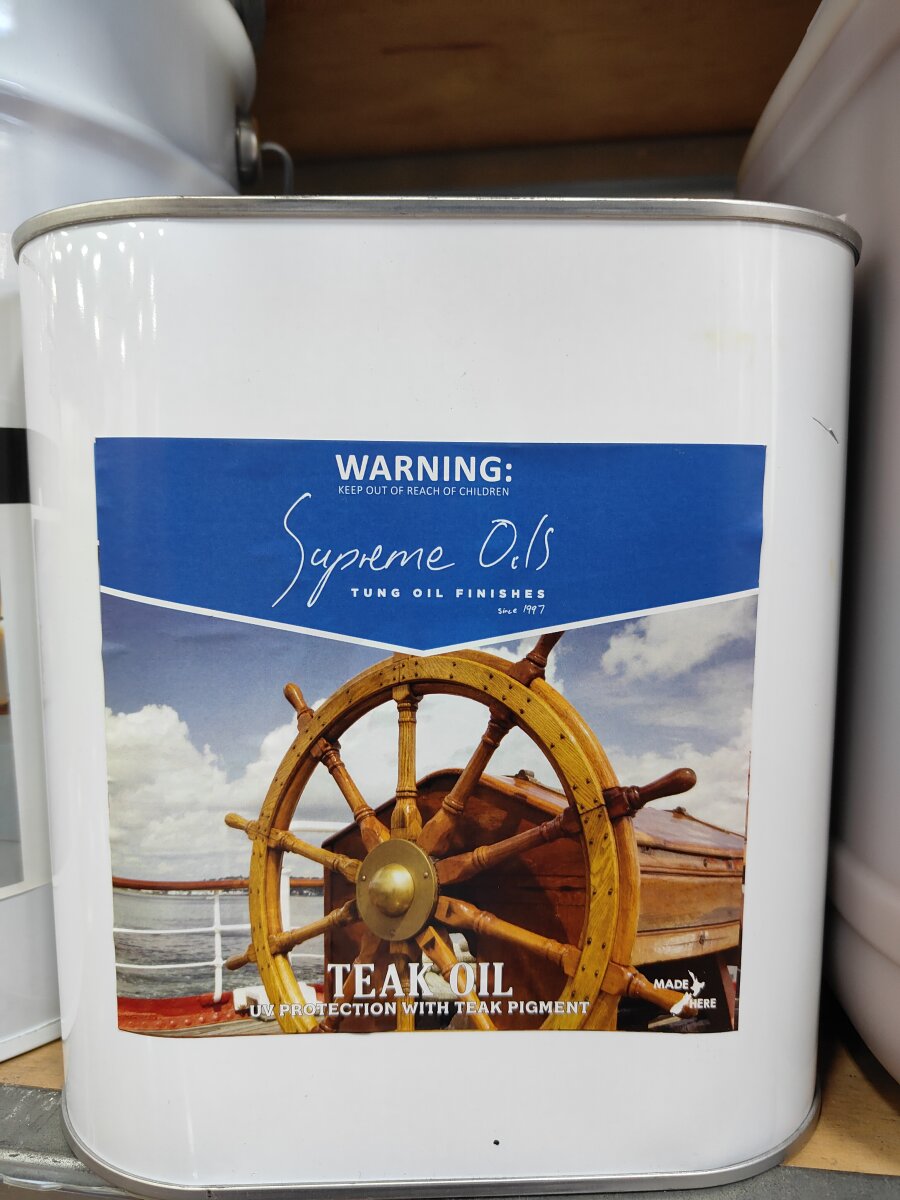 WARNING:
KEEP OUT OF REACH OF CHILDREN
Supreme Oils
TUNG OIL FINISHES
since 1997
TEAK OIL
UV PROTECTION WITH TEAK PIGMENT
MADE
HERE